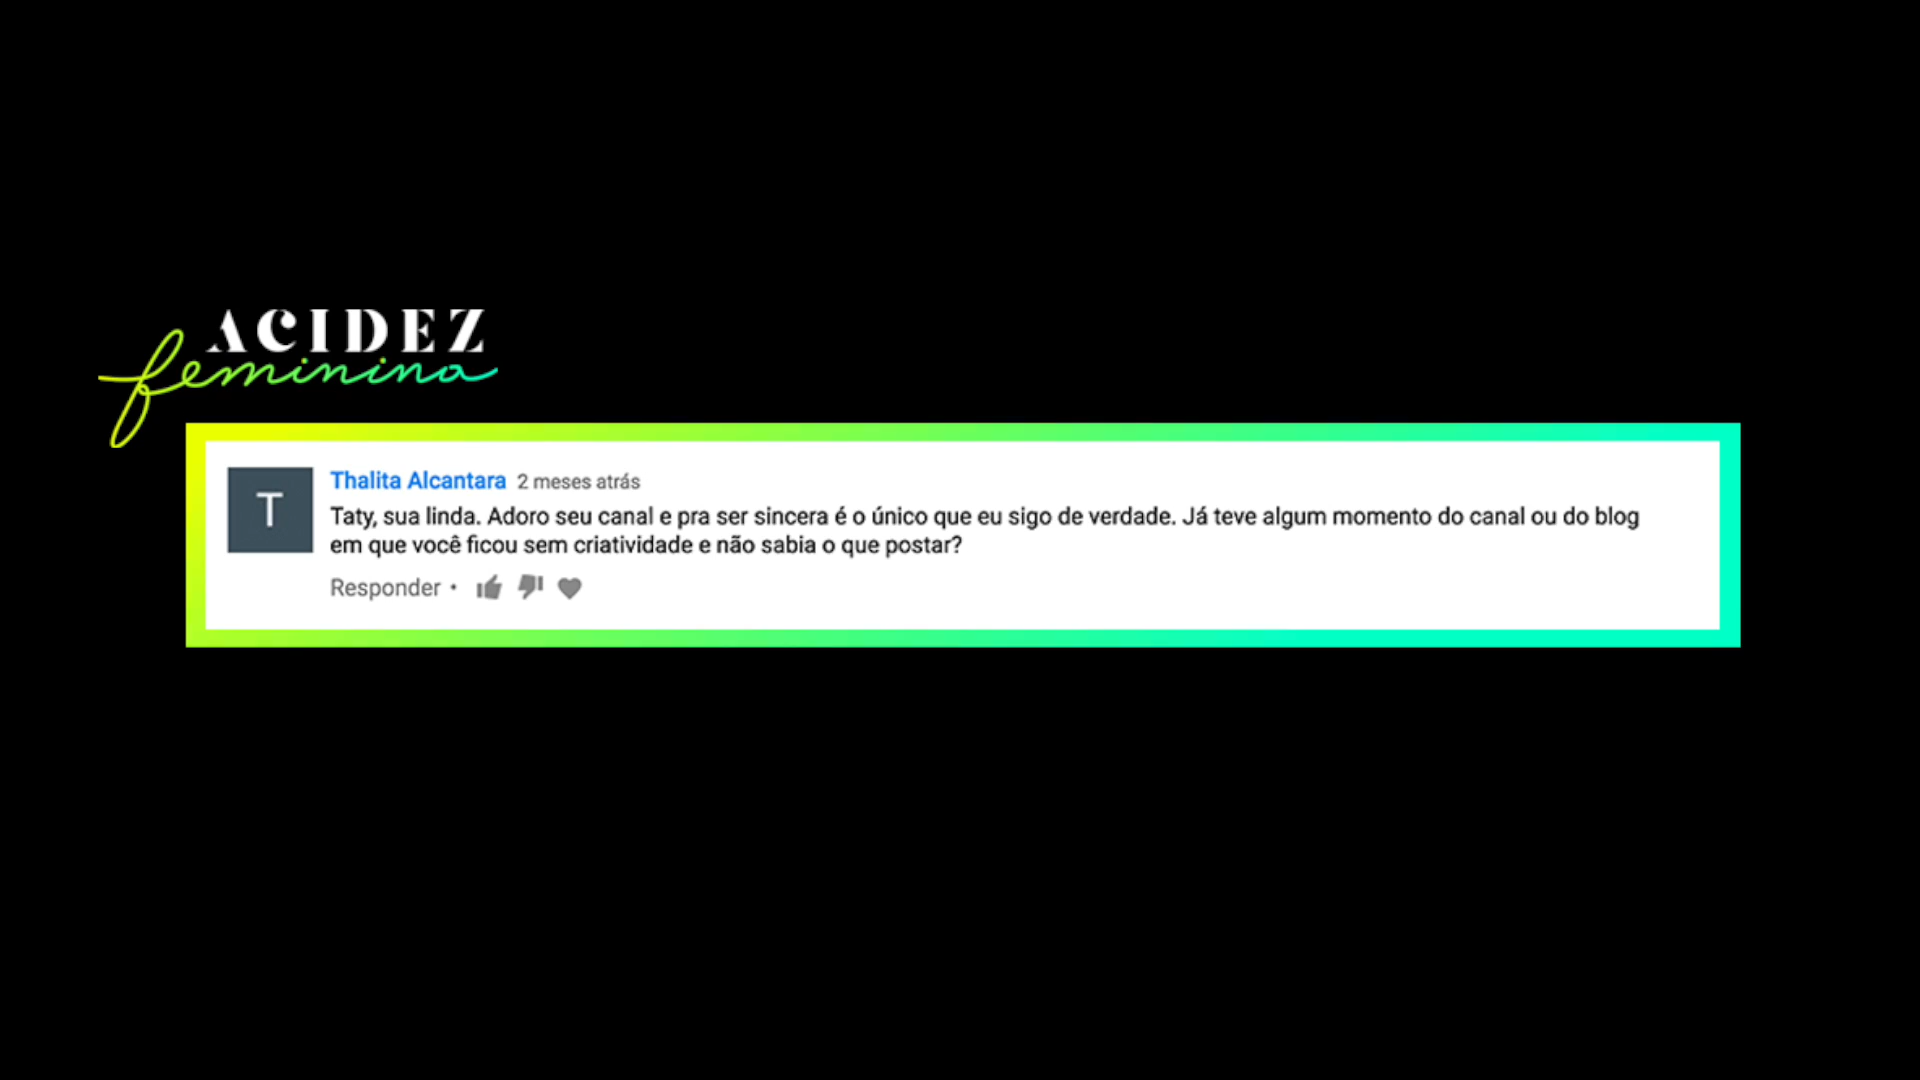 ACIDEZ
feminina
T
Thalita Alcantara 2 meses atrás
Taty, sua linda. Adoro seu canal e pra ser sincera é o único que eu sigo de verdade. Já teve algum momento do canal ou do blog
em que você ficou sem criatividade e não sabia o que postar?
Responder •